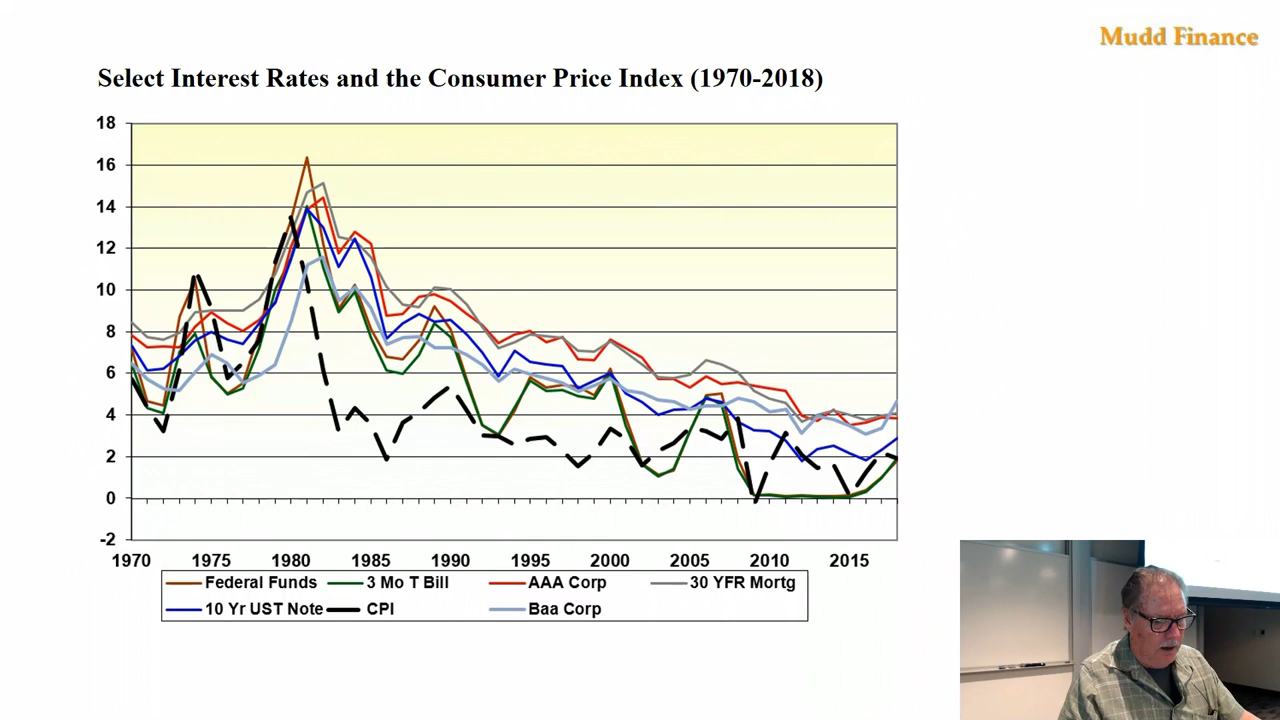 Mudd Finance
Select Interest Rates and the Consumer Price Index (1970-2018)
18
16
14
12
10
8
6
4
2
0
-2
1970 1975 1980 1985 1990 1995 2000 2005 2010 2015
Federal Funds 3 Mo T Bill AAA Corp 30 YFR Mortg
10 Yr UST Note CPI Baa Corp